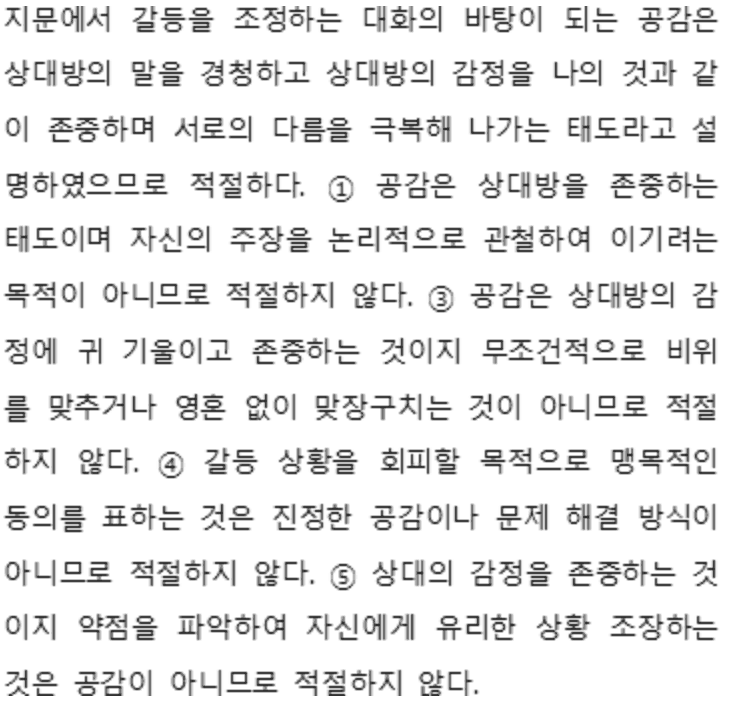 지문에서 갈등을 조정하는 대화의 바탕이 되는 공감은
상대방의 말을 경청하고 상대방의 감정을 나의 것과 같
이 존중하며 서로의 다름을 극복해 나가는 태도라고 설
명하였으므로 적절하다. ① 공감은 상대방을 존중하는
태도이며 자신의 주장을 논리적으로 관철하여 이기려는
목적이 아니므로 적절하지 않다. ③ 공감은 상대방의 감
정에 귀 기울이고 존중하는 것이지 무조건적으로 비위
를 맞추거나 영혼 없이 맞장구치는 것이 아니므로 적절
하지 않다. ④ 갈등 상황을 회피할 목적으로 맹목적인
동의를 표하는 것은 진정한 공감이나 문제 해결 방식이
아니므로 적절하지 않다. ⑤ 상대의 감정을 존중하는 것
이지 약점을 파악하여 자신에게 유리한 상황 조장하는
것은 공감이 아니므로 적절하지 않다.